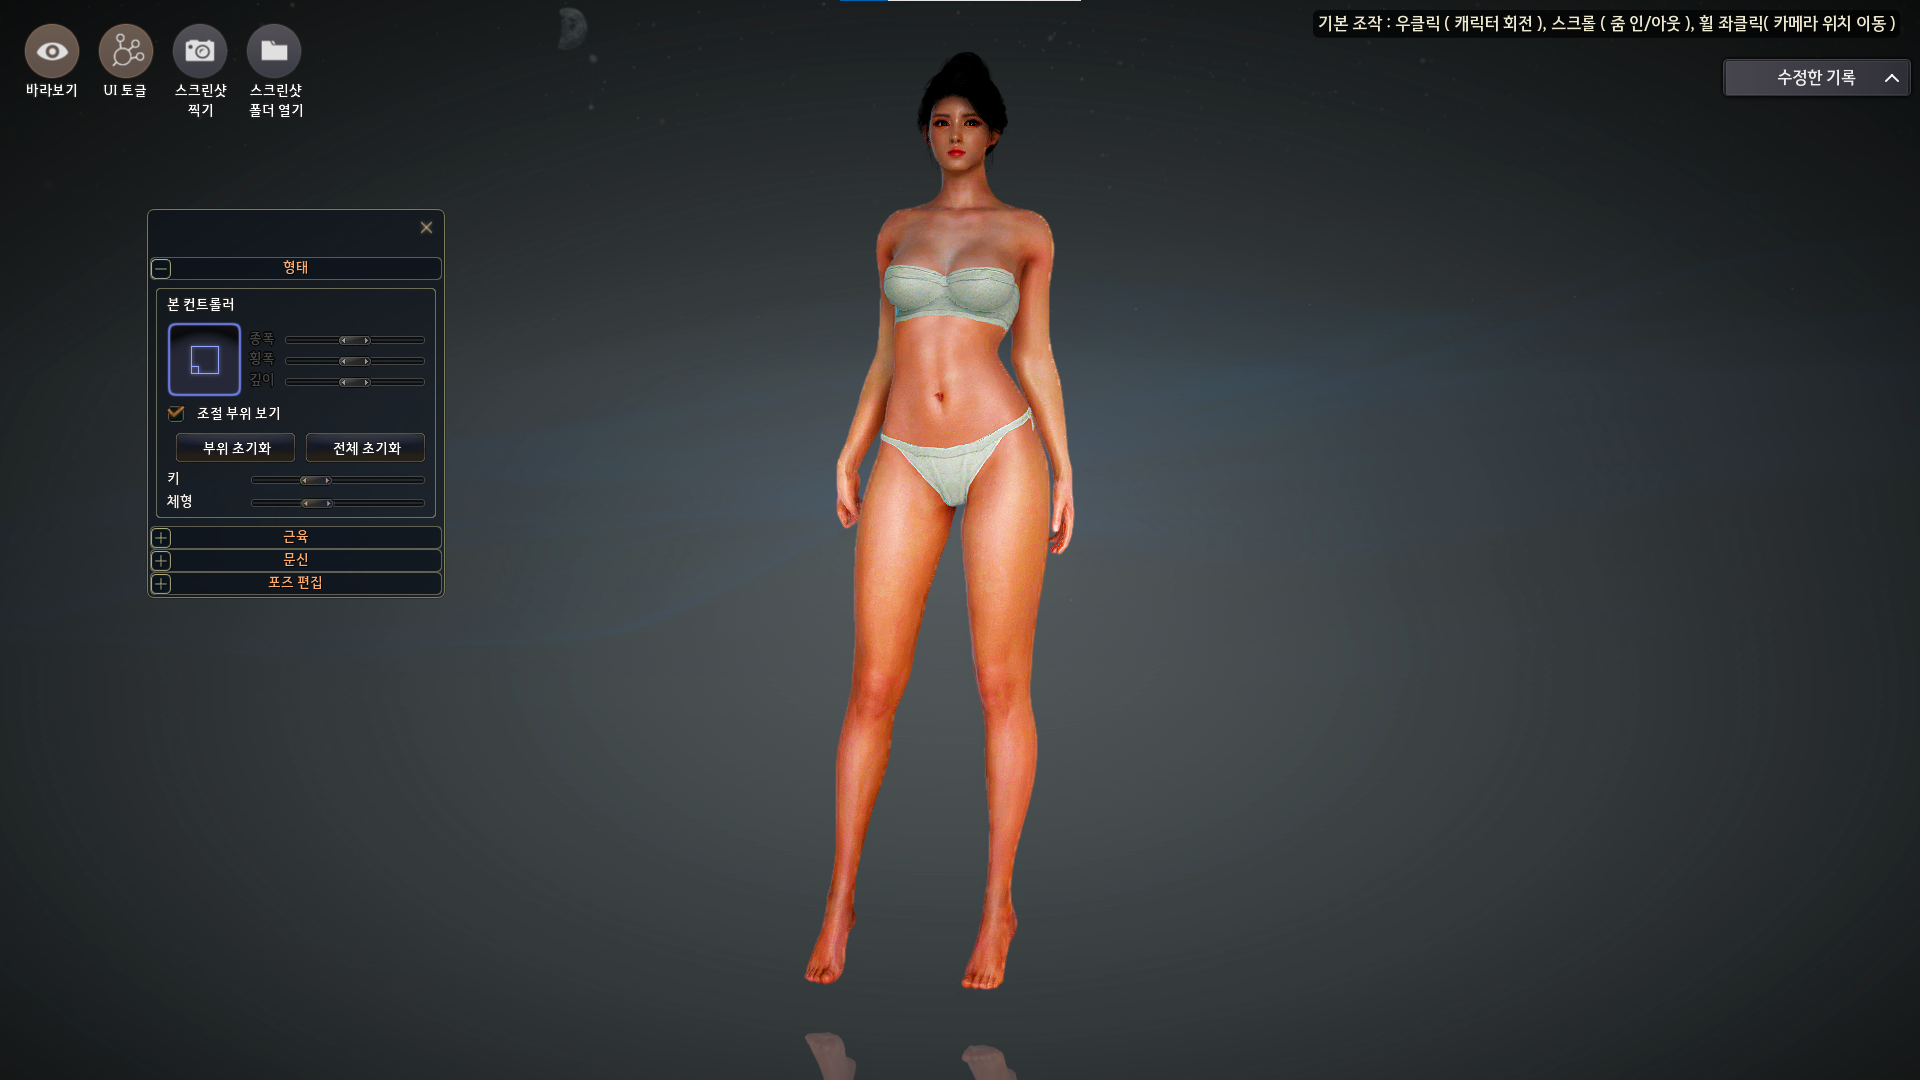 기본 조작 : 우클릭 ( 캐릭터 회전 ), 스크롤 ( 줌 인/아웃 ), 휠 좌클릭( 카메라 위치 이동 )
바라보기
UI 토글
스크린샷
찍기
스크린샷
폴더 열기
수정한 기록
형태
본 컨트롤러
종폭
횡폭
깊이
조절 부위 보기
부위 초기화
전체 초기화
키
체형
근육
문신
포즈 편집